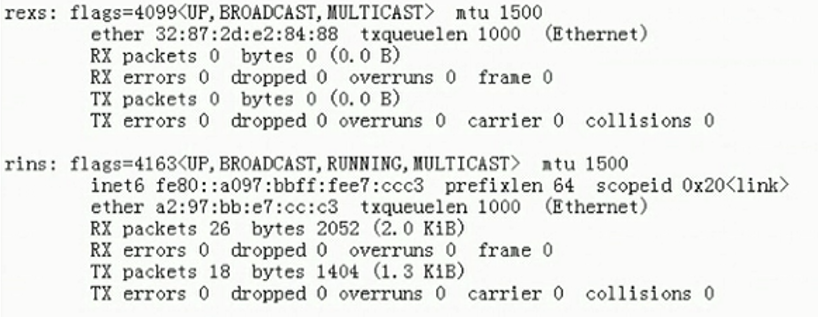 rexs: flags=4099<UP,BROADCAST,MULTICAST> mtu 1500
ether 32:87:2d:e2:84:88 txqueuelen 1000 (Ethernet)
RX packets 0 bytes 0 (0.0 B)
RX errors 0 dropped 0 overruns 0 frame 0
TX packets 0 bytes 0 (0.0 B)
TX errors 0 dropped 0 overruns 0 carrier 0 collisions 0
rins: flags=4163<UP,BROADCAST,RUNNING,MULTICAST> mtu 1500
inet6 fe80::a097:bbff:fee7:ccc3 prefixlen 64 scopeid 0x20<link>
ether a2:97:bb:e7:cc:c3 txqueuelen 1000 (Ethernet)
RX packets 26 bytes 2052 (2.0 KiB)
RX errors 0 dropped 0 overruns 0 frame 0
TX packets 18 bytes 1404 (1.3 KiB)
TX errors 0 dropped 0 overruns 0 carrier 0 collisions 0